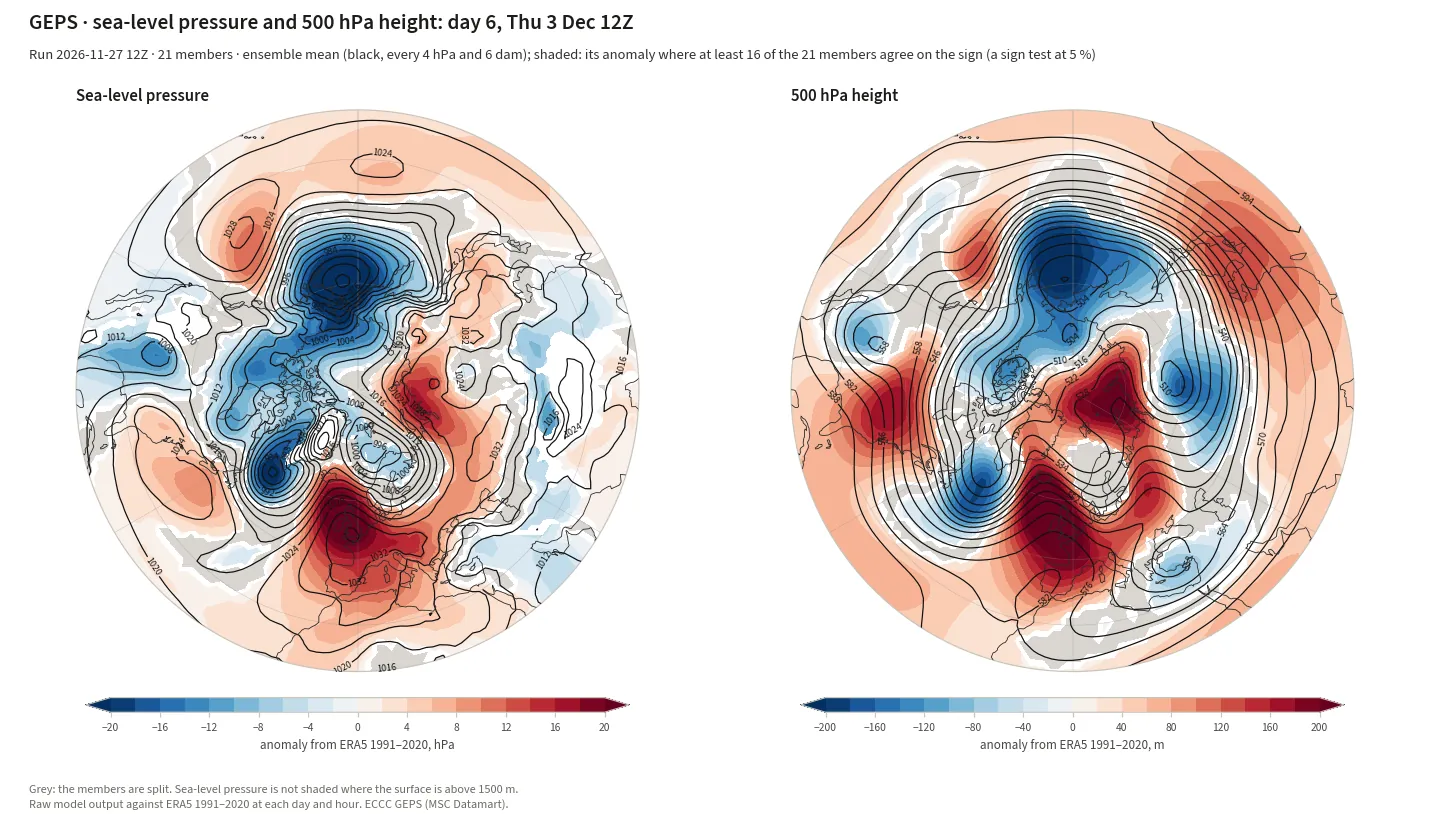 GEPS · sea-level pressure and 500 hPa height: day 6, Thu 3 Dec 12Z
Run 2026-11-27 12Z · 21 members · ensemble mean (black, every 4 hPa and 6 dam); shaded: its anomaly where at least 16 of the 21 members agree on the sign (a sign test at 5 %)
Sea-level pressure
500 hPa height
−20 −16 −12 −8 −4 0 4 8 12 16 20
anomaly from ERA5 1991–2020, hPa
−200 −160 −120 −80 −40 0 40 80 120 160 200
anomaly from ERA5 1991–2020, m
Grey: the members are split. Sea-level pressure is not shaded where the surface is above 1500 m.
Raw model output against ERA5 1991–2020 at each day and hour. ECCC GEPS (MSC Datamart).